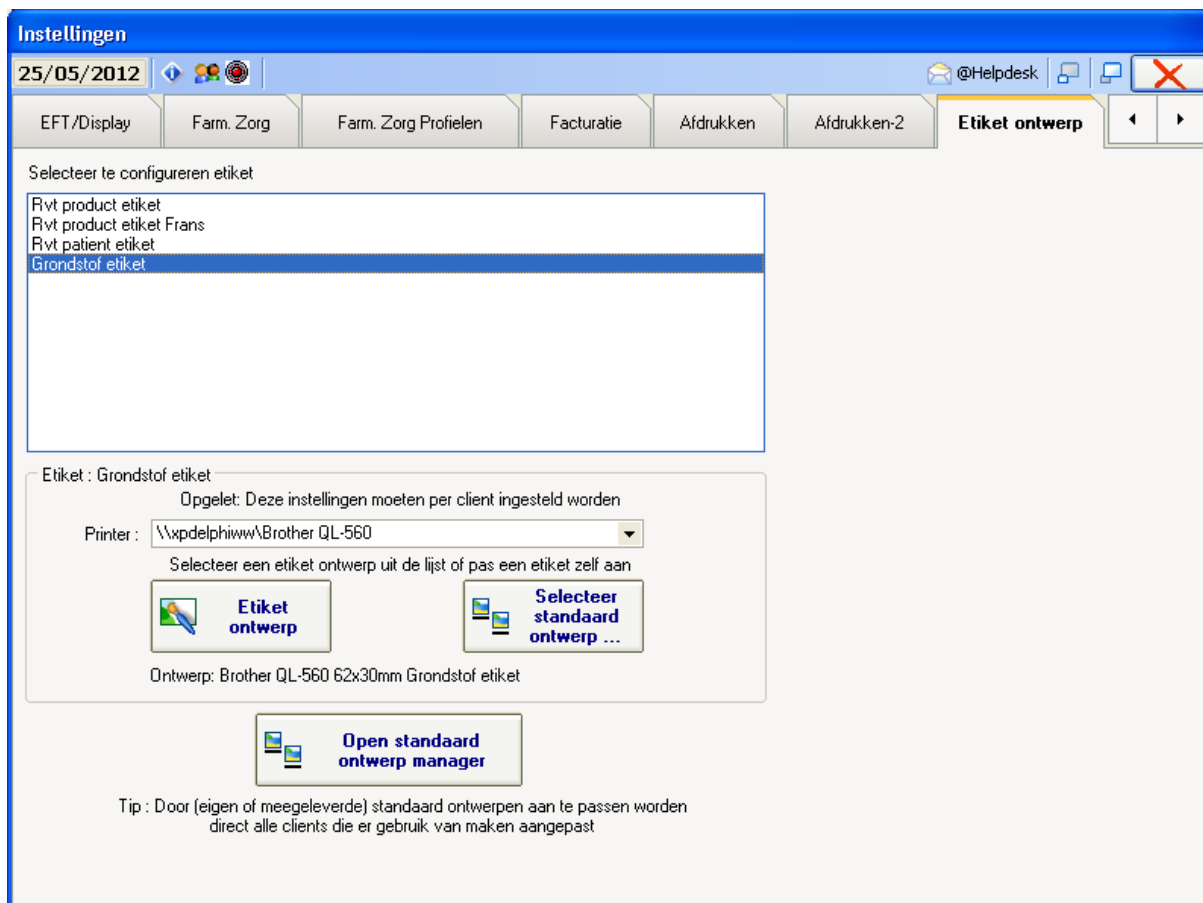 Instellingen
25/05/2012 @Helpdesk
EFT/Display Farm. Zorg Farm. Zorg Profielen Facturatie Afdrukken Afdrukken-2 Etiket ontwerp
Selecteer te configureren etiket
Rvt product etiket
Rvt product etiket Frans
Rvt patient etiket
Grondstof etiket
Etiket : Grondstof etiket
Opgelet: Deze instellingen moeten per client ingesteld worden
Printer : \\xpdelphiww\Brother QL-560
Selecteer een etiket ontwerp uit de lijst of pas een etiket zelf aan
Etiket
ontwerp
Selecteer
standaard
ontwerp ...
Ontwerp: Brother QL-560 62x30mm Grondstof etiket
Open standaard
ontwerp manager
Tip : Door (eigen of meegeleverde) standaard ontwerpen aan te passen worden
direct alle clients die er gebruik van maken aangepast